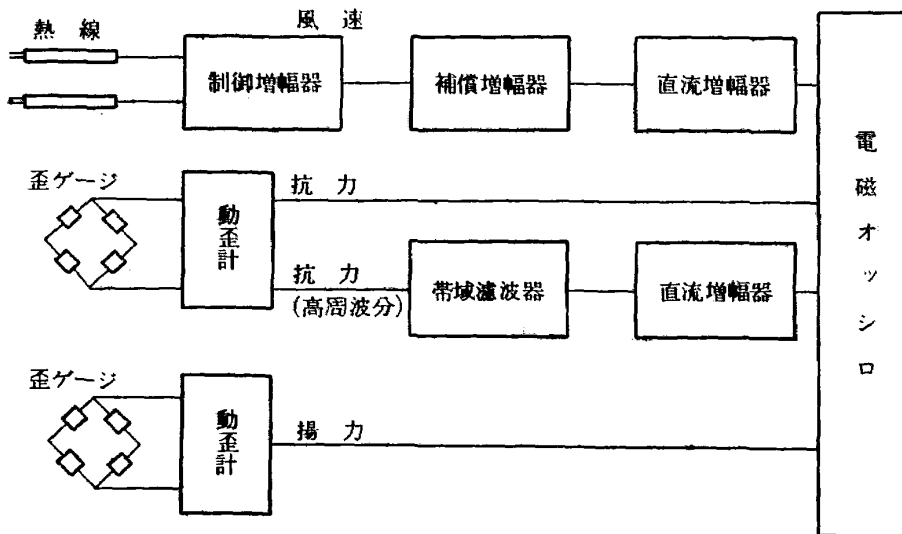 熱線
風速
制御増幅器
補償増幅器
直流増幅器
歪ゲージ
動歪計
抗力
抗力
(高周波分)
帯域濾波器
直流増幅器
歪ゲージ
動歪計
揚力
電磁オッシロ